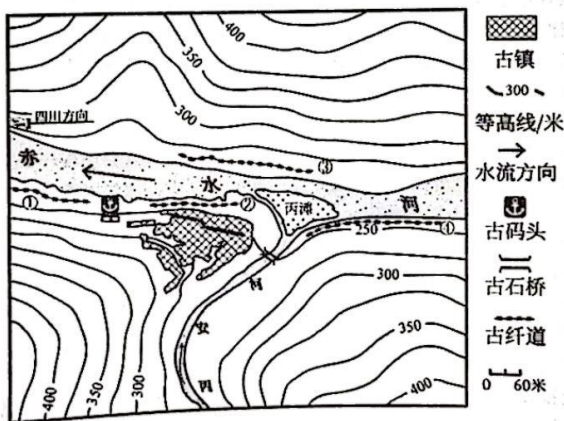 400
350
300
四川方向
赤
水
河
①
②
③
④
丙滩
250
河
安
四
300
350
400
400
350
300
古镇
300
等高线/米
水流方向
古码头
古石桥
古纤道
0 60米